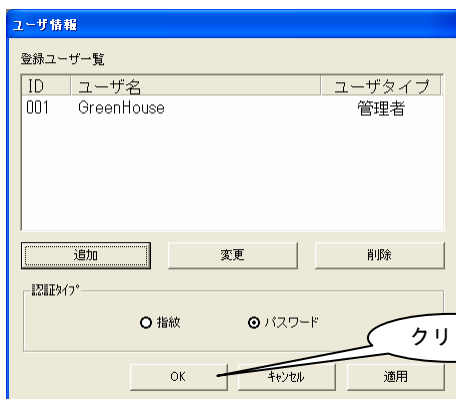 ユーザ情報
登録ユーザー覧
ID ユーザ名 ユーザタイプ
001 GreenHouse 管理者
追加 変更 削除
認証ﾀｲﾌﾟ
指紋 パスワード
クリ
OK ｷｬﾝｾﾙ 適用